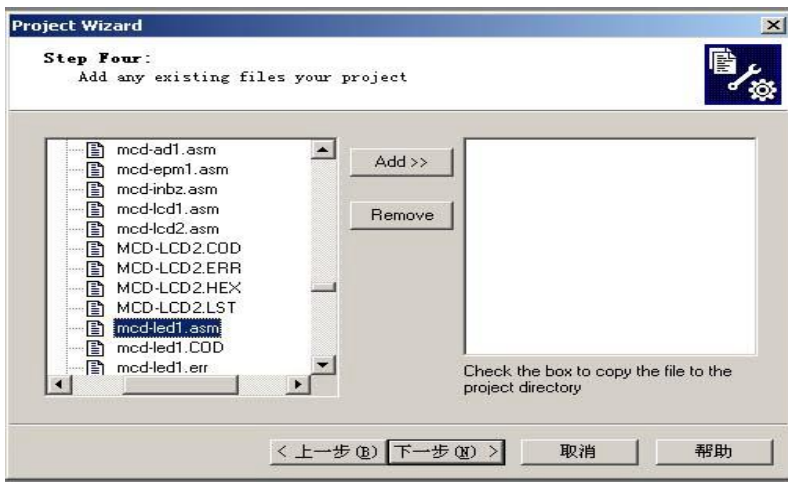 Project Wizard
Step Four:
Add any existing files your project
mcd-ad1.asm
mcd-epm1.asm
mcd-inbz.asm
mcd-lcd1.asm
mcd-lcd2.asm
MCD-LCD2.COD
MCD-LCD2.ERR
MCD-LCD2.HEX
MCD-LCD2.LST
mcd-led1.asm
mcd-led1.COD
mcd-led1.err
Add >>
Remove
Check the box to copy the file to the
project directory
< 上一步(B)
下一步(N) >
取消
帮助